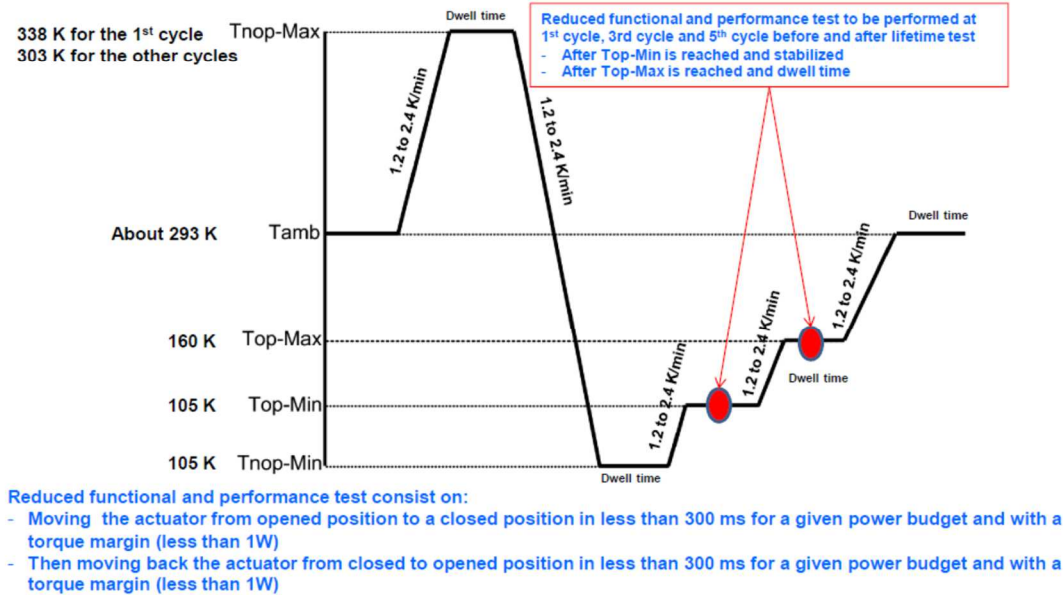 Dwell time
338 K for the 1st cycle
303 K for the other cycles
Tnop-Max
Reduced functional and performance test to be performed at
1st cycle, 3rd cycle and 5th cycle before and after lifetime test
- After Top-Min is reached and stabilized
- After Top-Max is reached and dwell time
1.2 to 2.4 K/min
1.2 to 2.4 K/min
About 293 K
Tamb
Dwell time
1.2 to 2.4 K/min
160 K
Top-Max
1.2 to 2.4 K/min
1.2 to 2.4 K/min
Dwell time
105 K
Top-Min
105 K
Tnop-Min
Dwell time
Reduced functional and performance test consist on:
- Moving the actuator from opened position to a closed position in less than 300 ms for a given power budget and with a
torque margin (less than 1W)
- Then moving back the actuator from closed to opened position in less than 300 ms for a given power budget and with a
torque margin (less than 1W)